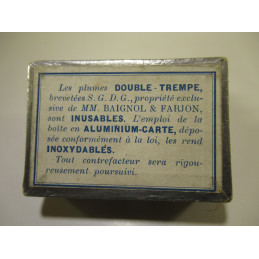 Les plumes DOUBLE-TREMPE,
brevetées S. G. D. G., propriété exclu-
sive de MM. BAIGNOL & FARJON,
sont INUSABLES. L'emploi de la
boîte en ALUMINIUM-CARTE, dépo-
sée conformément à la loi, les rend
INOXYDABLES.
Tout contrefacteur sera rigou-
reusement poursuivi.